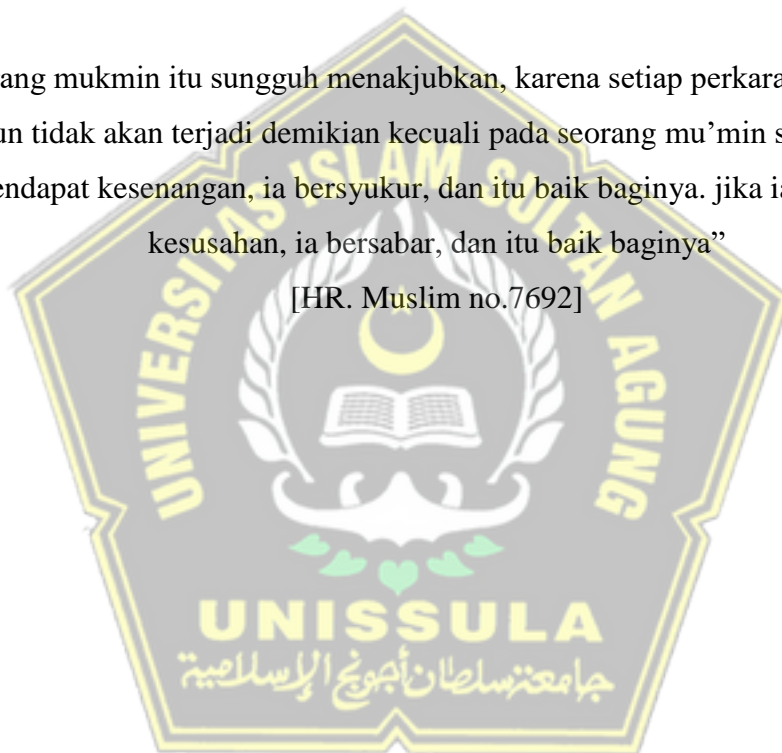 ang mukmin itu sungguh menakjubkan, karena setiap perkara
un tidak akan terjadi demikian kecuali pada seorang mu’min s
endapat kesenangan, ia bersyukur, dan itu baik baginya. jika ia
kesusahan, ia bersabar, dan itu baik baginya”
[HR. Muslim no.7692]
UNIVERSITAS ISLAM SULTAN AGUNG
UNISSULA
جامعة سلطان أجونج الإسلامية